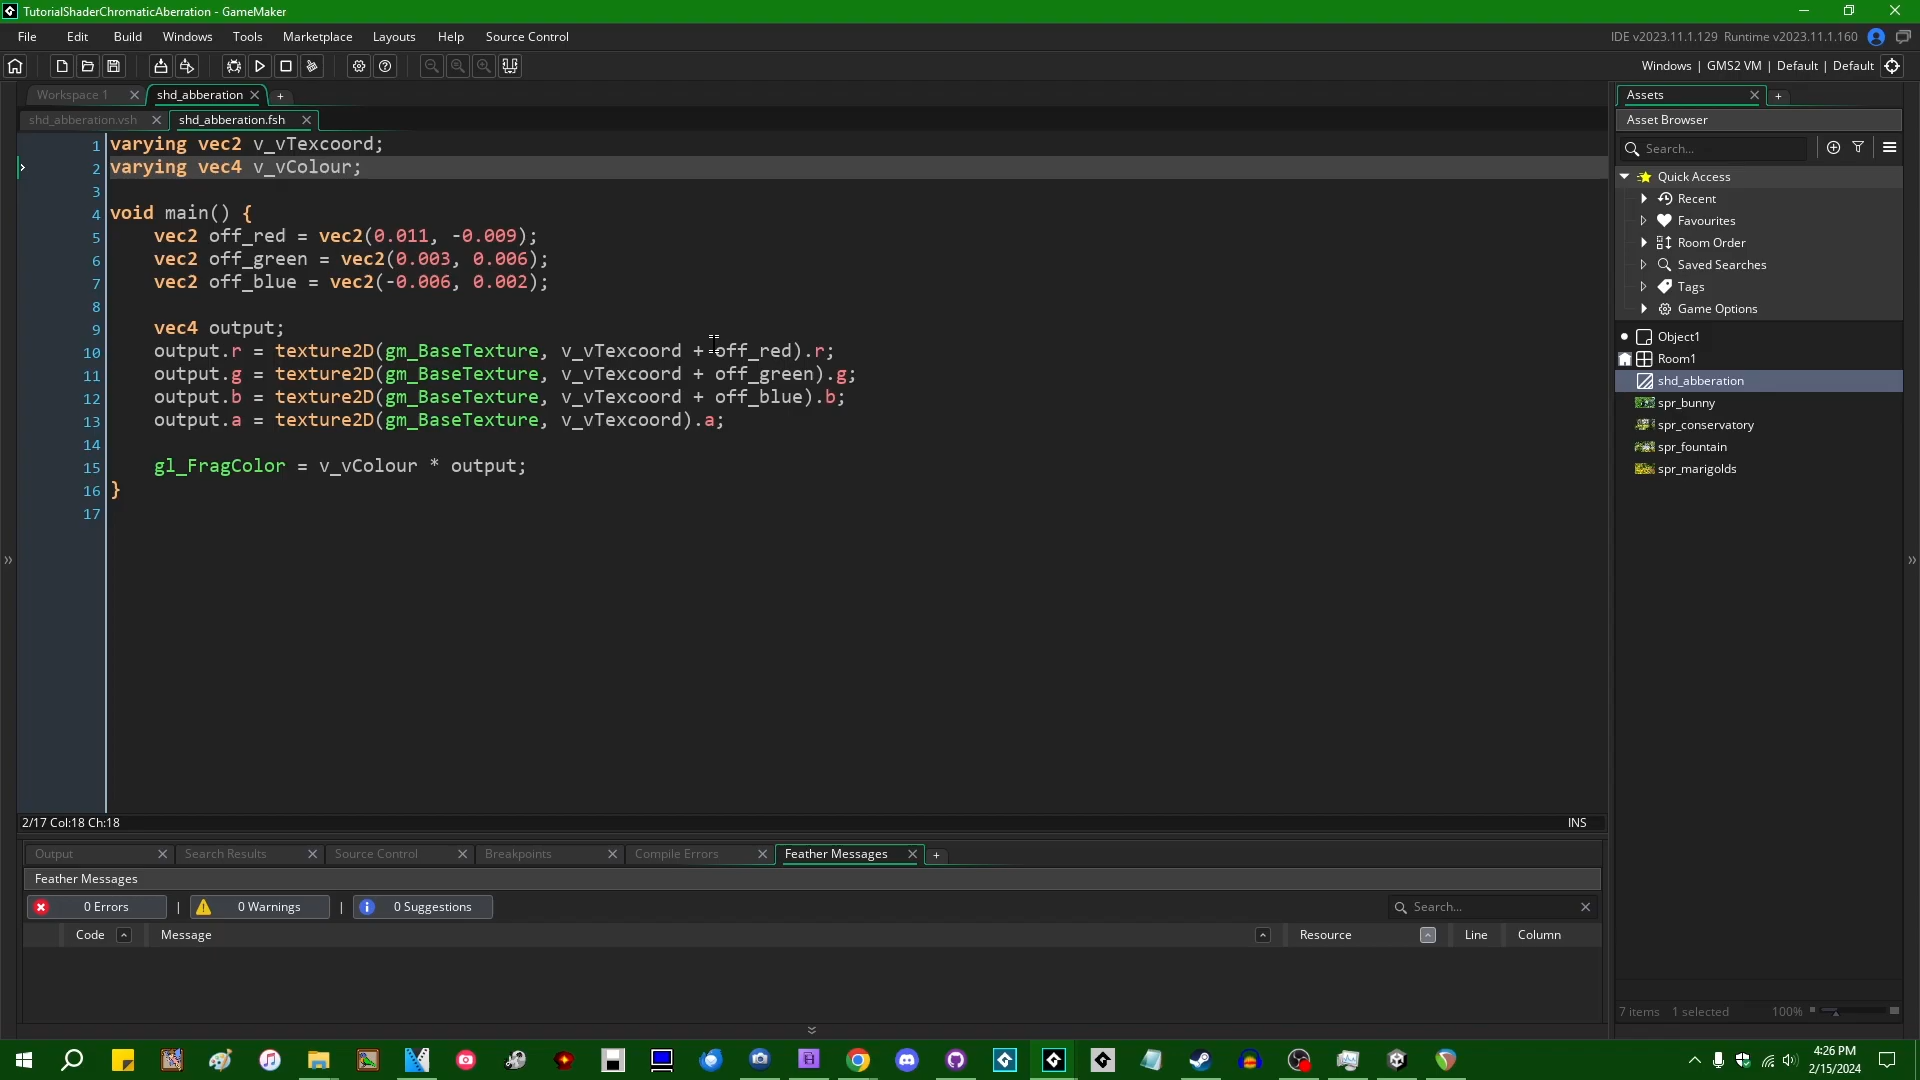 TutorialShaderChromaticAberration - GameMaker
File Edit Build Windows Tools Marketplace Layouts Help Source Control
IDE v2023.11.1.129 Runtime v2023.11.1.160
Windows | GMS2 VM | Default | Default
Workspace 1
shd_abberation
shd_abberation.vsh
shd_abberation.fsh
1 varying vec2 v_vTexcoord;
2 varying vec4 v_vColour;
3
4 void main() {
5 vec2 off_red = vec2(0.011, -0.009);
6 vec2 off_green = vec2(0.003, 0.006);
7 vec2 off_blue = vec2(-0.006, 0.002);
8
9 vec4 output;
10 output.r = texture2D(gm_BaseTexture, v_vTexcoord + off_red).r;
11 output.g = texture2D(gm_BaseTexture, v_vTexcoord + off_green).g;
12 output.b = texture2D(gm_BaseTexture, v_vTexcoord + off_blue).b;
13 output.a = texture2D(gm_BaseTexture, v_vTexcoord).a;
14
15 gl_FragColor = v_vColour * output;
16 }
17
2/17 Col:18 Ch:18
INS
Output Search Results Source Control Breakpoints Compile Errors Feather Messages
Feather Messages
0 Errors | 0 Warnings | 0 Suggestions
Search...
Code Message Resource Line Column
Assets
Asset Browser
Search...
Quick Access
Recent
Favourites
Room Order
Saved Searches
Tags
Game Options
Object1
Room1
shd_abberation
spr_bunny
spr_conservatory
spr_fountain
spr_marigolds
7 items 1 selected 100%
4:26 PM
2/15/2024